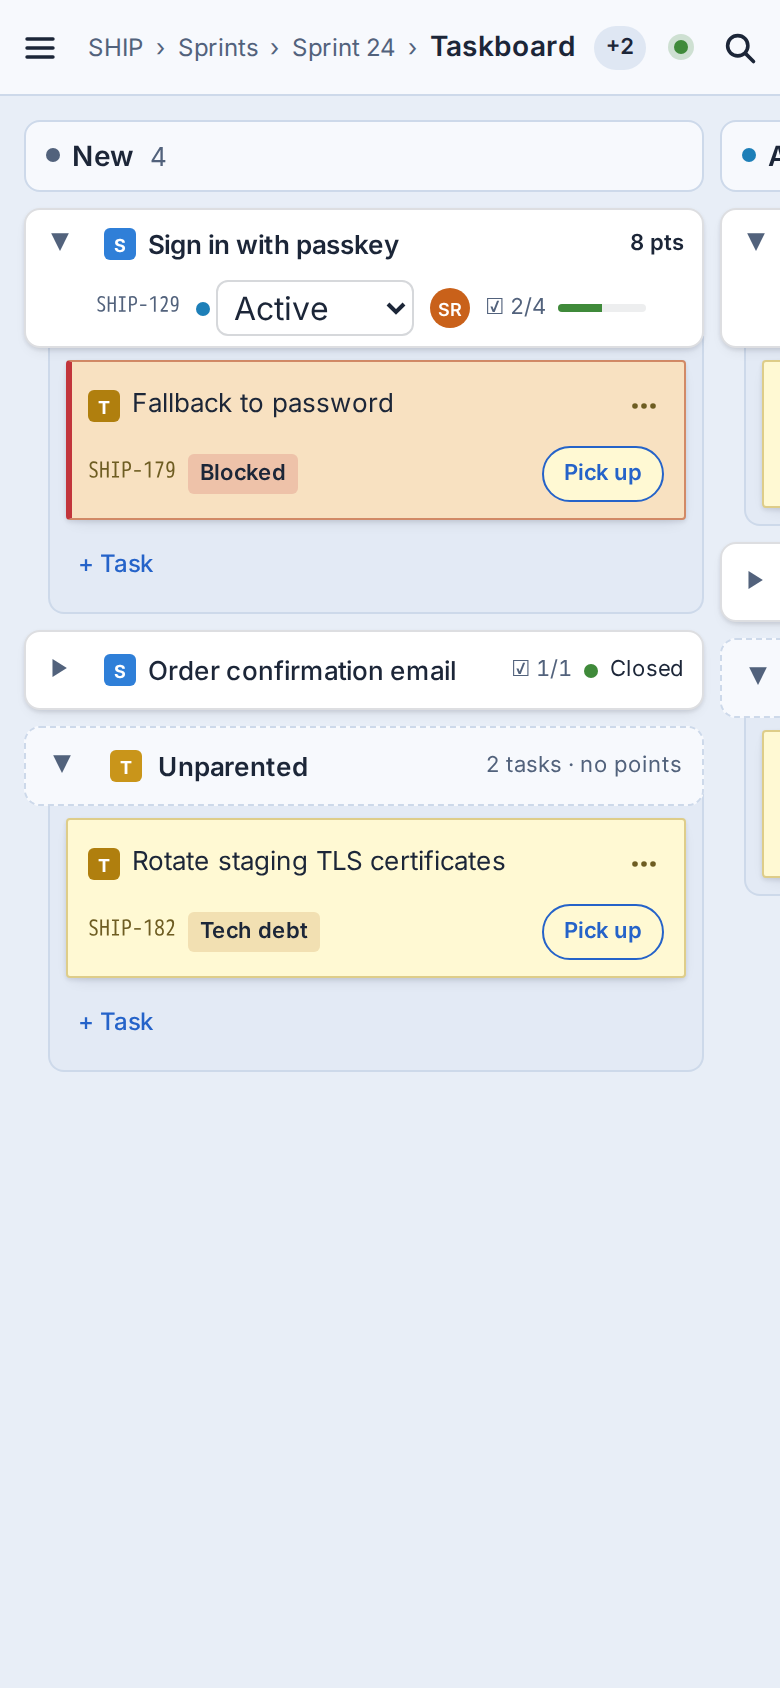 SHIP › Sprints › Sprint 24 › Taskboard +2
New 4
S Sign in with passkey 8 pts
SHIP-129 Active SR ☑ 2/4
T Fallback to password •••
SHIP-179 Blocked Pick up
+ Task
S Order confirmation email ☑ 1/1 Closed
T Unparented 2 tasks · no points
T Rotate staging TLS certificates •••
SHIP-182 Tech debt Pick up
+ Task